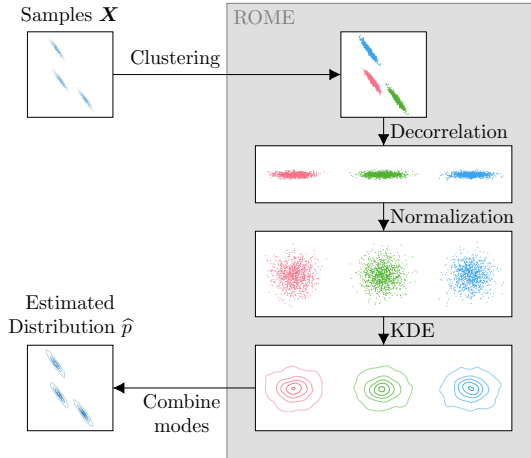 Samples X
ROME
Clustering
Decorrelation
Normalization
KDE
Estimated
Distribution p̂
Combine
modes